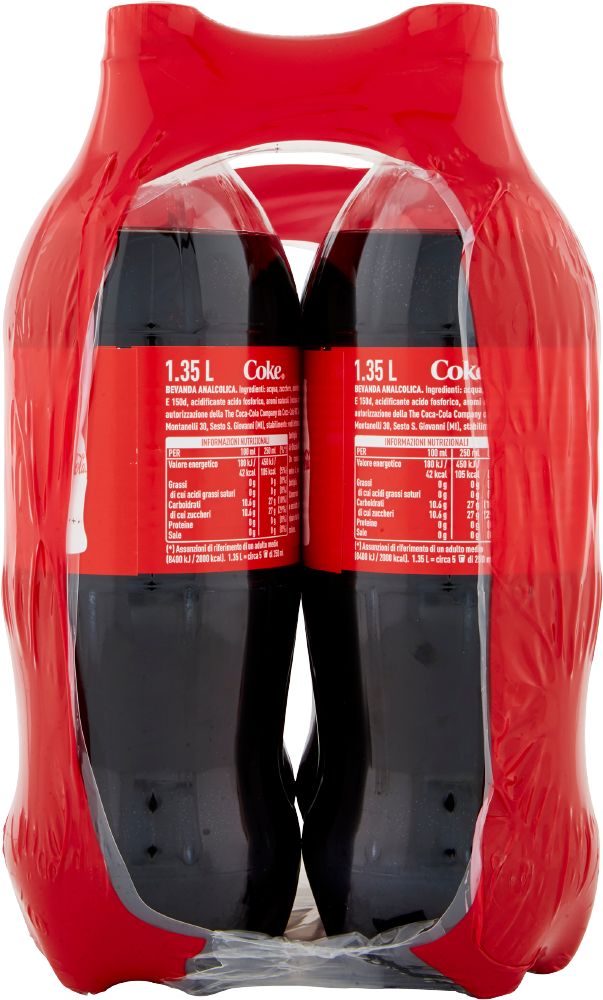 1.35 L Coke®
BEVANDA ANALCOLICA. Ingredienti: acqua, zucchero,
E 150d, acidificante acido fosforico, aromi naturali
autorizzazione della The Coca-Cola Company
Montanelli 30, Sesto S. Giovanni (MI), stabilimento
INFORMAZIONI NUTRIZIONALI
PER 100 ml 250 ml (%*)
Valore energetico 180 kJ / 450 kJ /
42 kcal 105 kcal (5%)
Grassi 0 g 0 g (0%)
di cui acidi grassi saturi 0 g 0 g (0%)
Carboidrati 10.6 g 27 g (10%)
di cui zuccheri 10.6 g 27 g (29%)
Proteine 0 g 0 g (0%)
Sale 0 g 0 g (0%)
(*) Assunzioni di riferimento di un adulto medio
(8400 kJ / 2000 kcal). 1.35 L = circa 5 di 250 ml
1.35 L Coke
BEVANDA ANALCOLICA. Ingredienti: acqua,
E 150d, acidificante acido fosforico, aromi
autorizzazione della The Coca-Cola Company
Montanelli 30, Sesto S. Giovanni (MI),
INFORMAZIONI NUTRIZIONALI
PER 100 ml 250 ml
Valore energetico 180 kJ / 450 kJ /
42 kcal 105 kcal
Grassi 0 g 0 g
di cui acidi grassi saturi 0 g 0 g
Carboidrati 10.6 g 27 g
di cui zuccheri 10.6 g 27 g
Proteine 0 g 0 g
Sale 0 g 0 g
(*) Assunzioni di riferimento di un adulto medio
(8400 kJ / 2000 kcal). 1.35 L = circa 5 di 250 ml